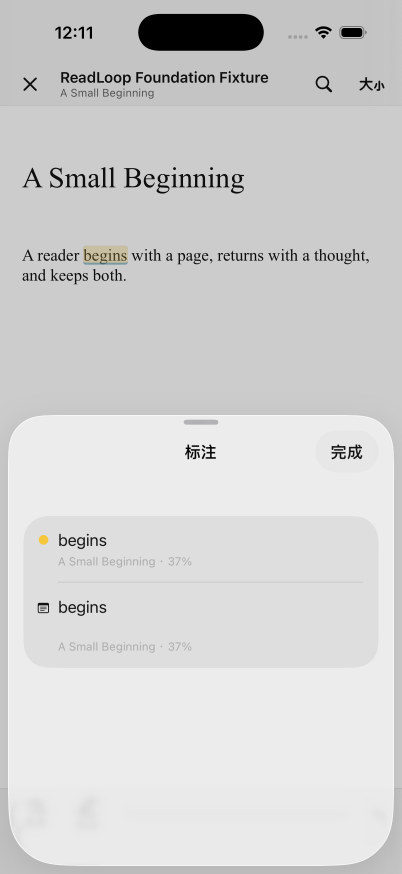 12:11
ReadLoop Foundation Fixture
A Small Beginning
大小
A Small Beginning
A reader begins with a page, returns with a thought,
and keeps both.
标注
完成
begins
A Small Beginning · 37%
begins
A Small Beginning · 37%